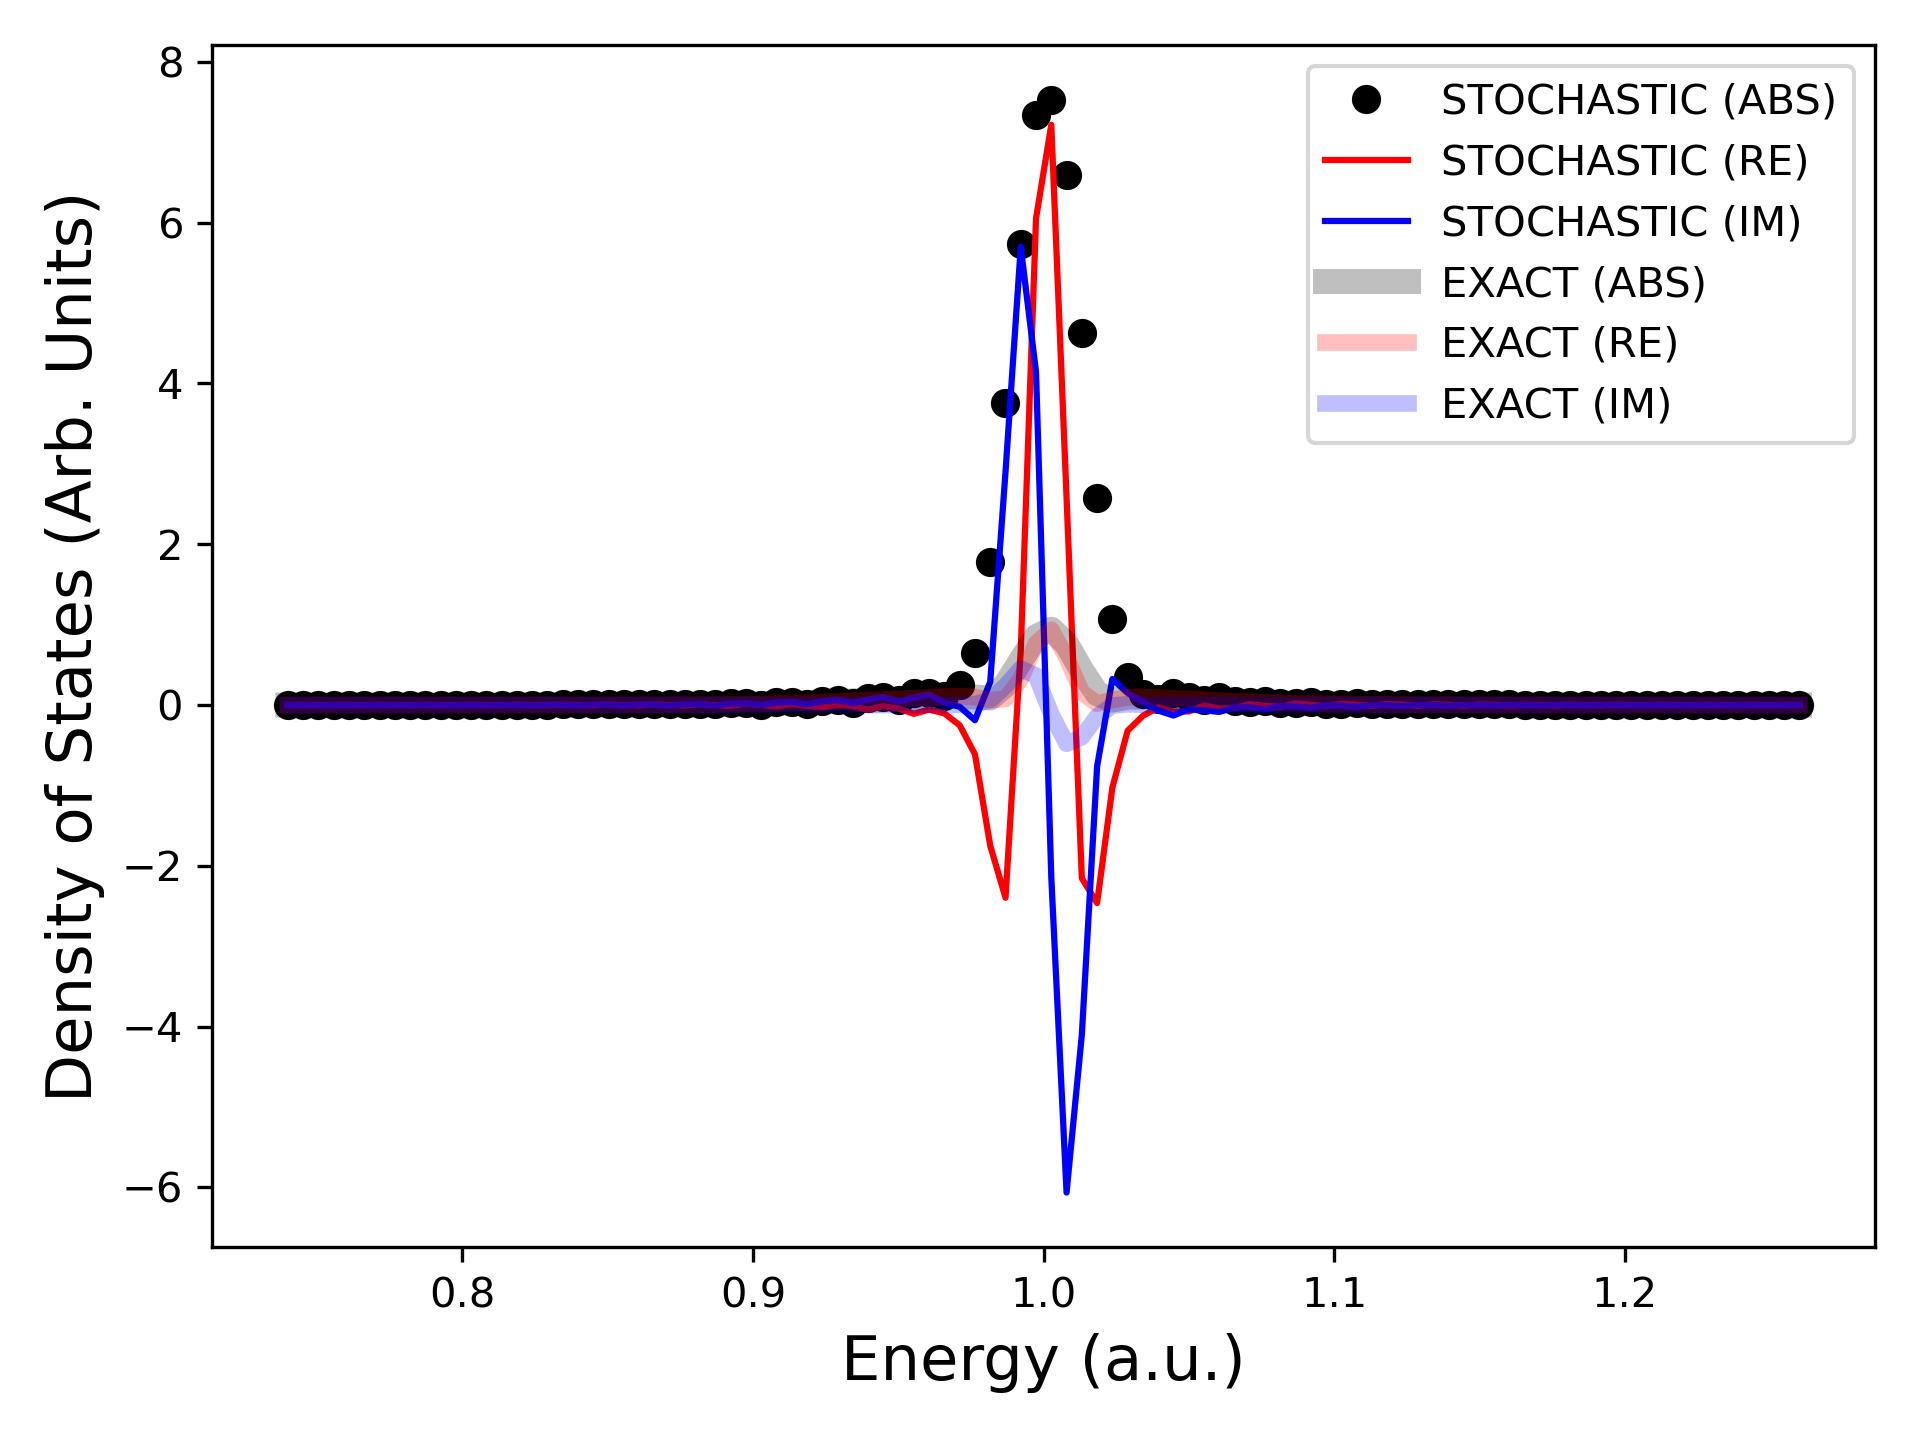 8
6
4
2
0
−2
−4
−6
0.8 0.9 1.0 1.1 1.2
Energy (a.u.)
Density of States (Arb. Units)
STOCHASTIC (ABS)
STOCHASTIC (RE)
STOCHASTIC (IM)
EXACT (ABS)
EXACT (RE)
EXACT (IM)